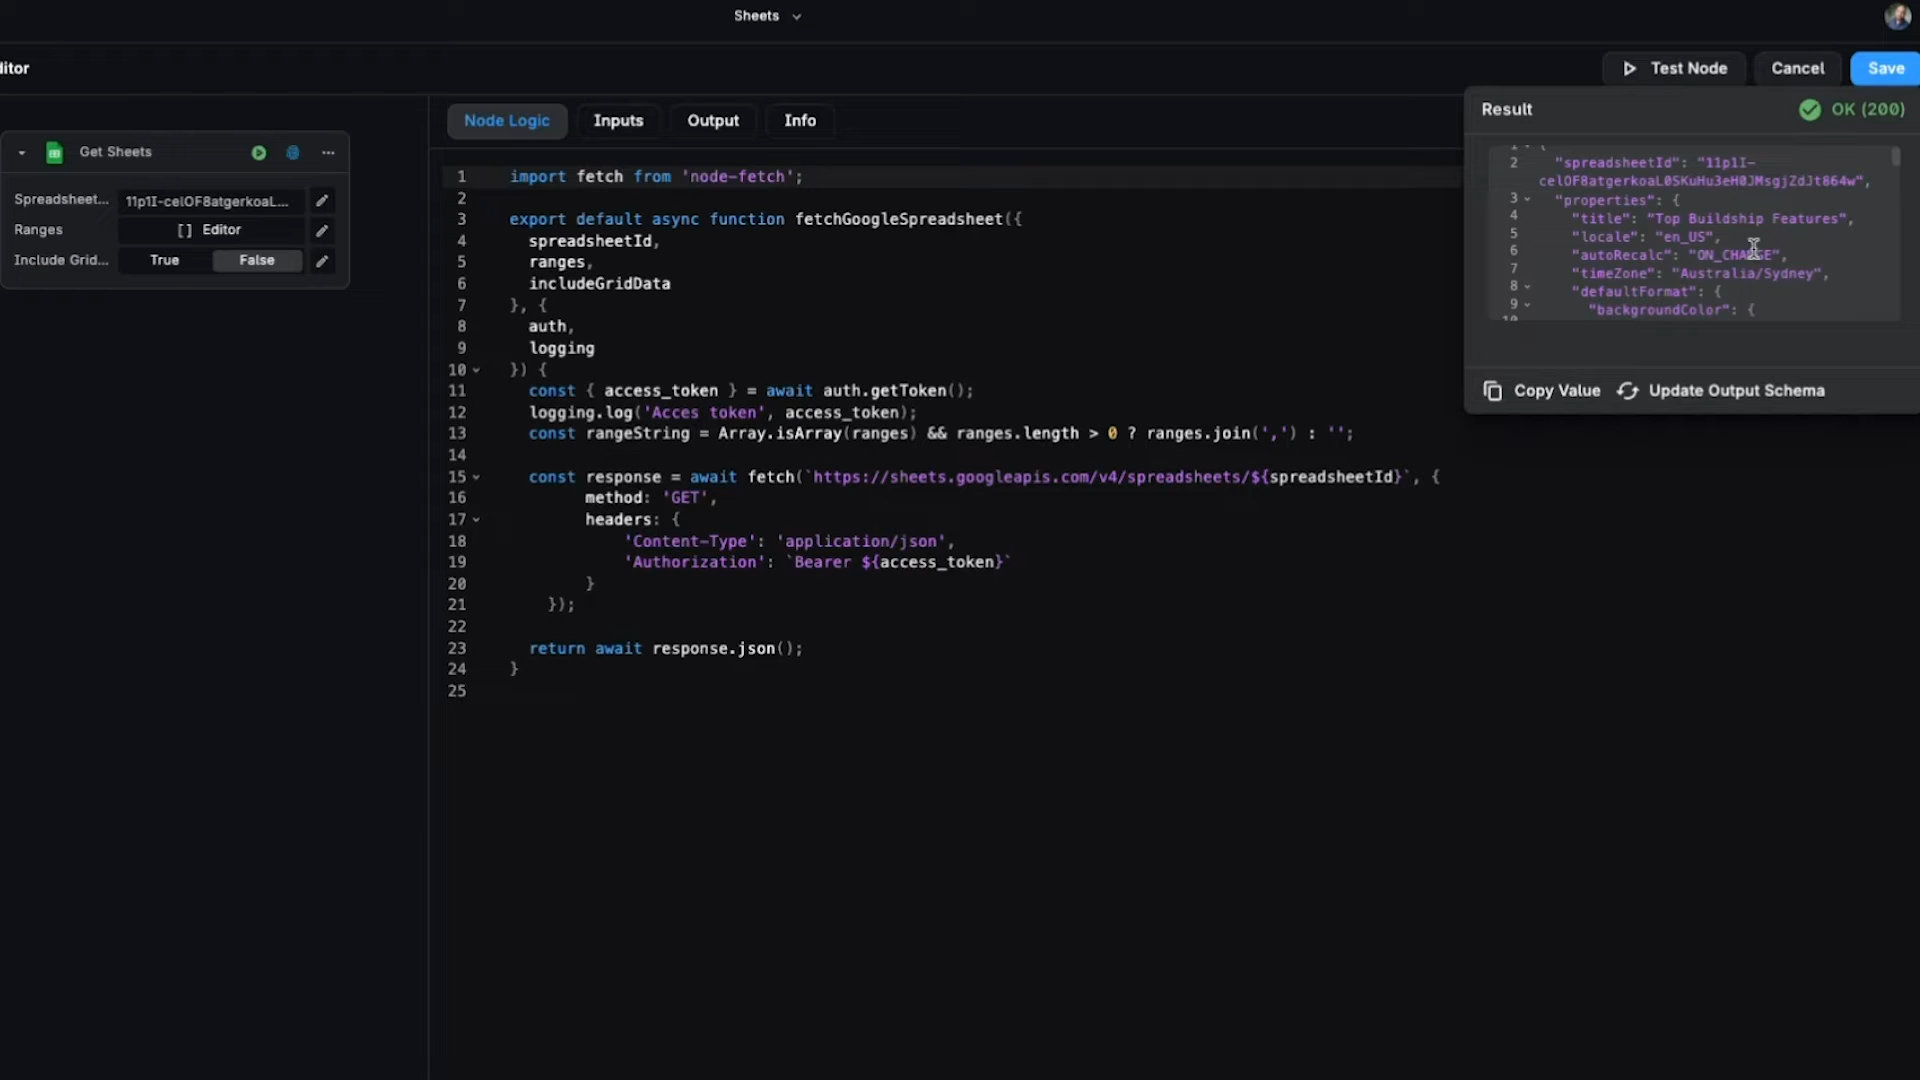 Sheets
ditor
Test Node
Cancel
Save
Get Sheets
Spreadsheet...
11p1I-celOF8atgerkoaL...
Ranges
[] Editor
Include Grid...
True
False
Node Logic
Inputs
Output
Info
1 import fetch from 'node-fetch';
2
3 export default async function fetchGoogleSpreadsheet({
4 spreadsheetId,
5 ranges,
6 includeGridData
7 }, {
8 auth,
9 logging
10 }) {
11 const { access_token } = await auth.getToken();
12 logging.log('Acces token', access_token);
13 const rangeString = Array.isArray(ranges) && ranges.length > 0 ? ranges.join(',') : '';
14
15 const response = await fetch(`https://sheets.googleapis.com/v4/spreadsheets/${spreadsheetId}`, {
16 method: 'GET',
17 headers: {
18 'Content-Type': 'application/json',
19 'Authorization': `Bearer ${access_token}`
20 }
21 });
22
23 return await response.json();
24 }
25
Result
OK (200)
1 {
2 "spreadsheetId": "11p1I-
celOF8atgerkoaL0SKuHu3eH0JMsgjZdJt864w",
3 "properties": {
4 "title": "Top Buildship Features",
5 "locale": "en_US",
6 "autoRecalc": "ON_CHANGE",
7 "timeZone": "Australia/Sydney",
8 "defaultFormat": {
9 "backgroundColor": {
10
Copy Value
Update Output Schema